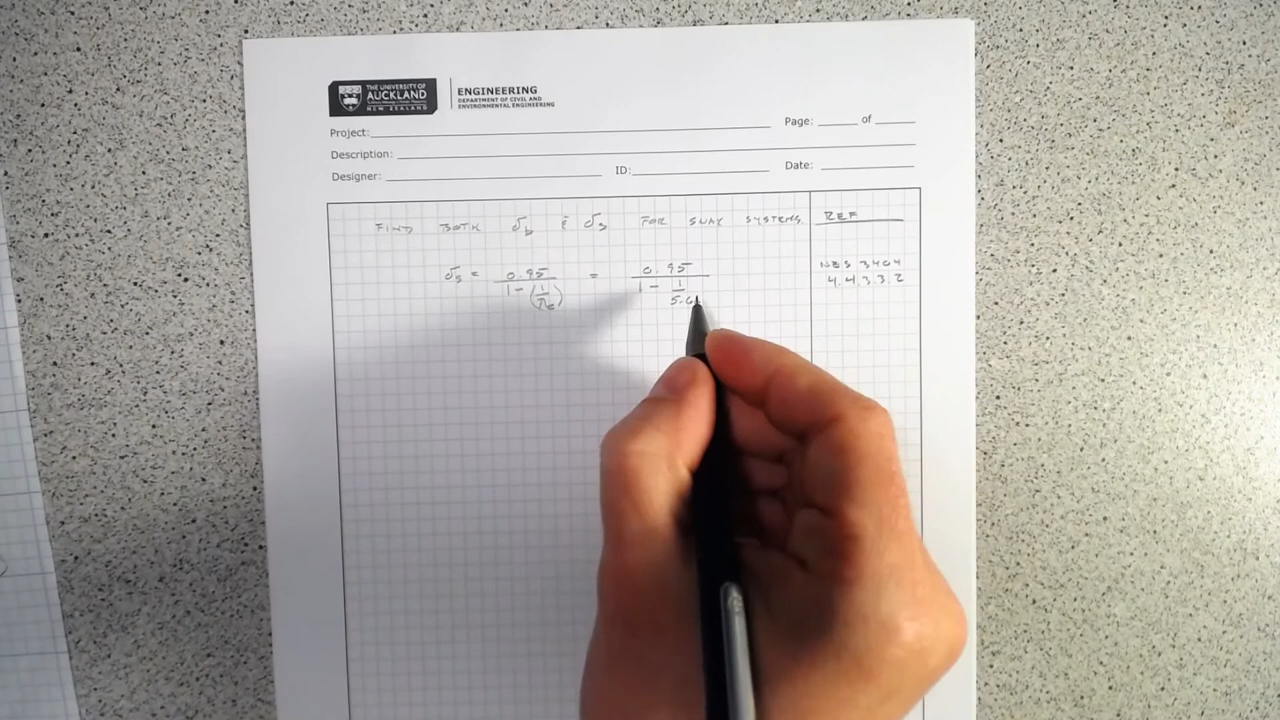 THE UNIVERSITY OF
AUCKLAND
NEW ZEALAND
ENGINEERING
DEPARTMENT OF CIVIL AND
ENVIRONMENTAL ENGINEERING
Project:
Page: of
Description:
Designer: ID: Date:
FIND BOTH δb & δs FOR SWAY SYSTEMS
REF
δs = 0.95 / 1 - (1/λc) = 0.95 / 1 - 1/5.6
NZS 3404
4.4.3.3.2